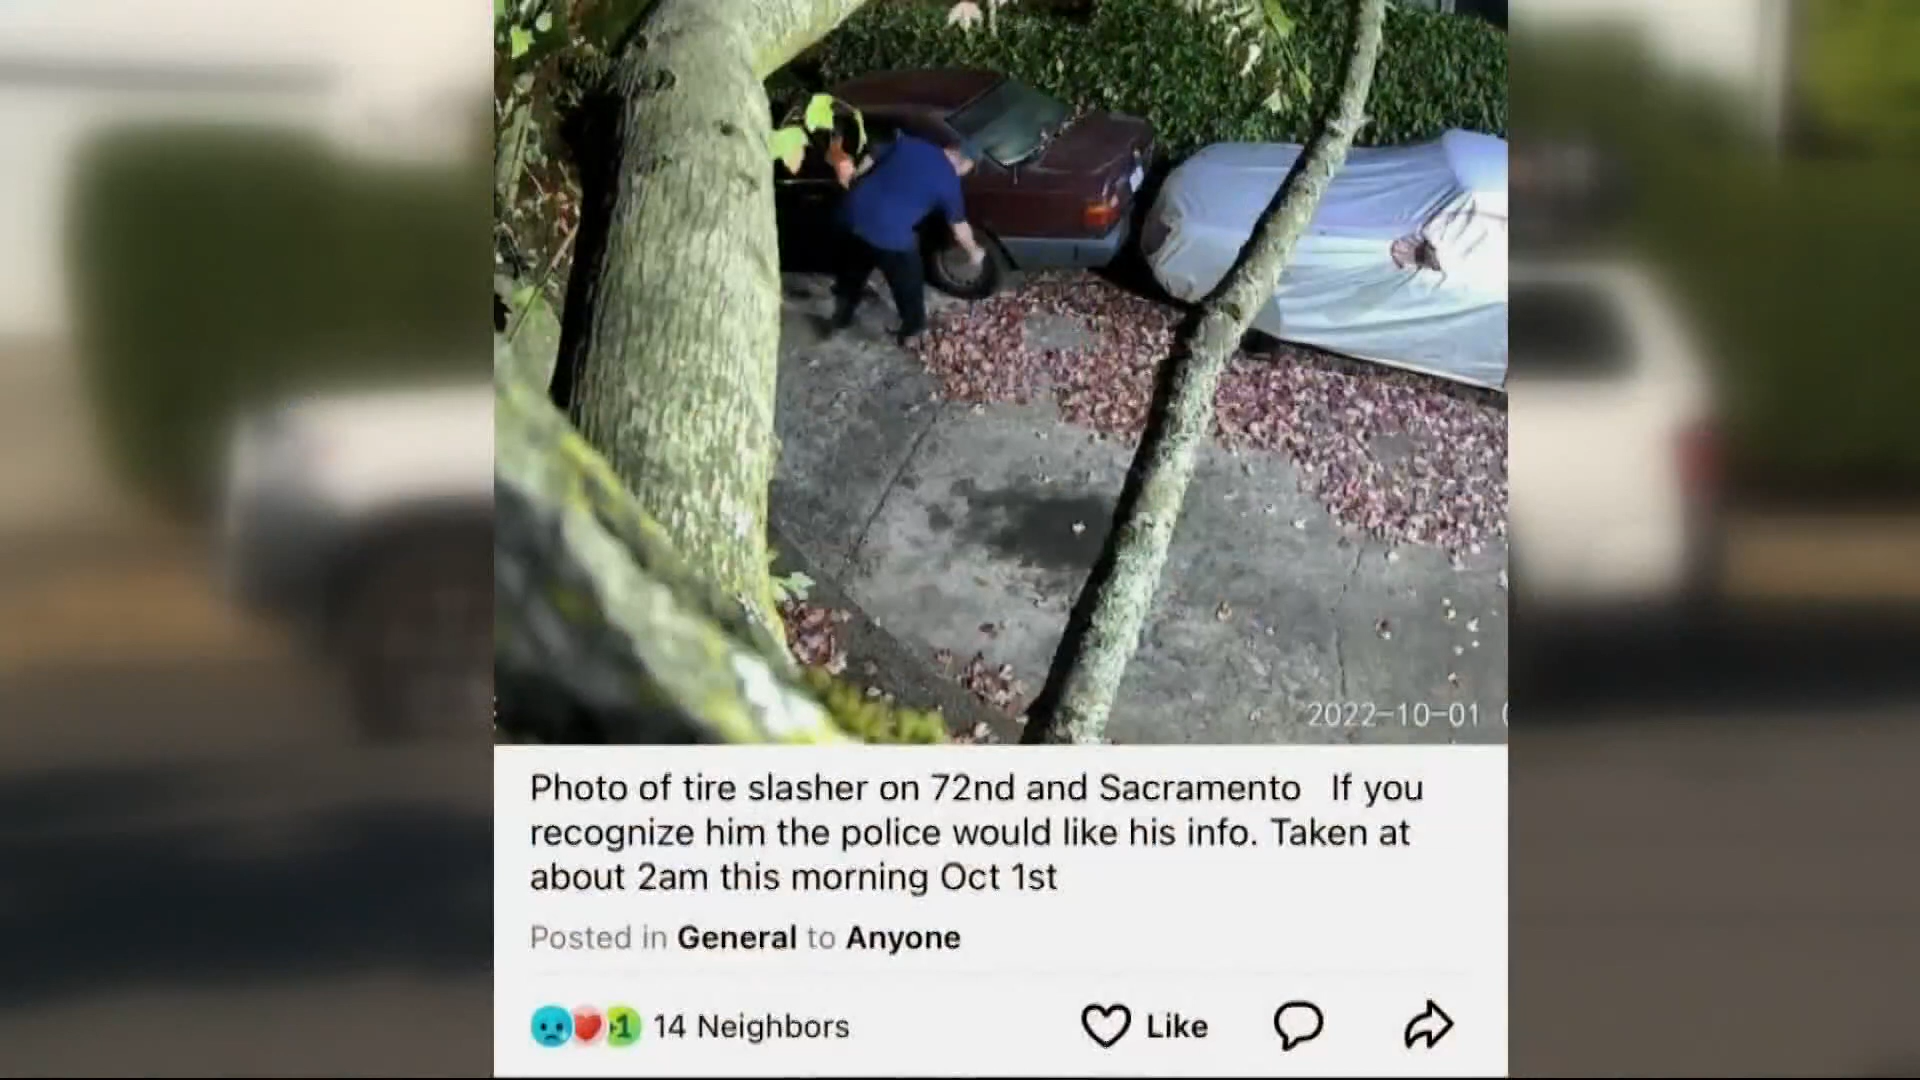 2022-10-01
Photo of tire slasher on 72nd and Sacramento If you
recognize him the police would like his info. Taken at
about 2am this morning Oct 1st
Posted in General to Anyone
+1 14 Neighbors Like